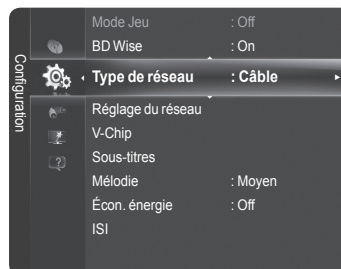 Configuration
Mode Jeu : Off
BD Wise : On
Type de réseau : Câble
Réglage du réseau
V-Chip
Sous-titres
Mélodie : Moyen
Écon. énergie : Off
ISI